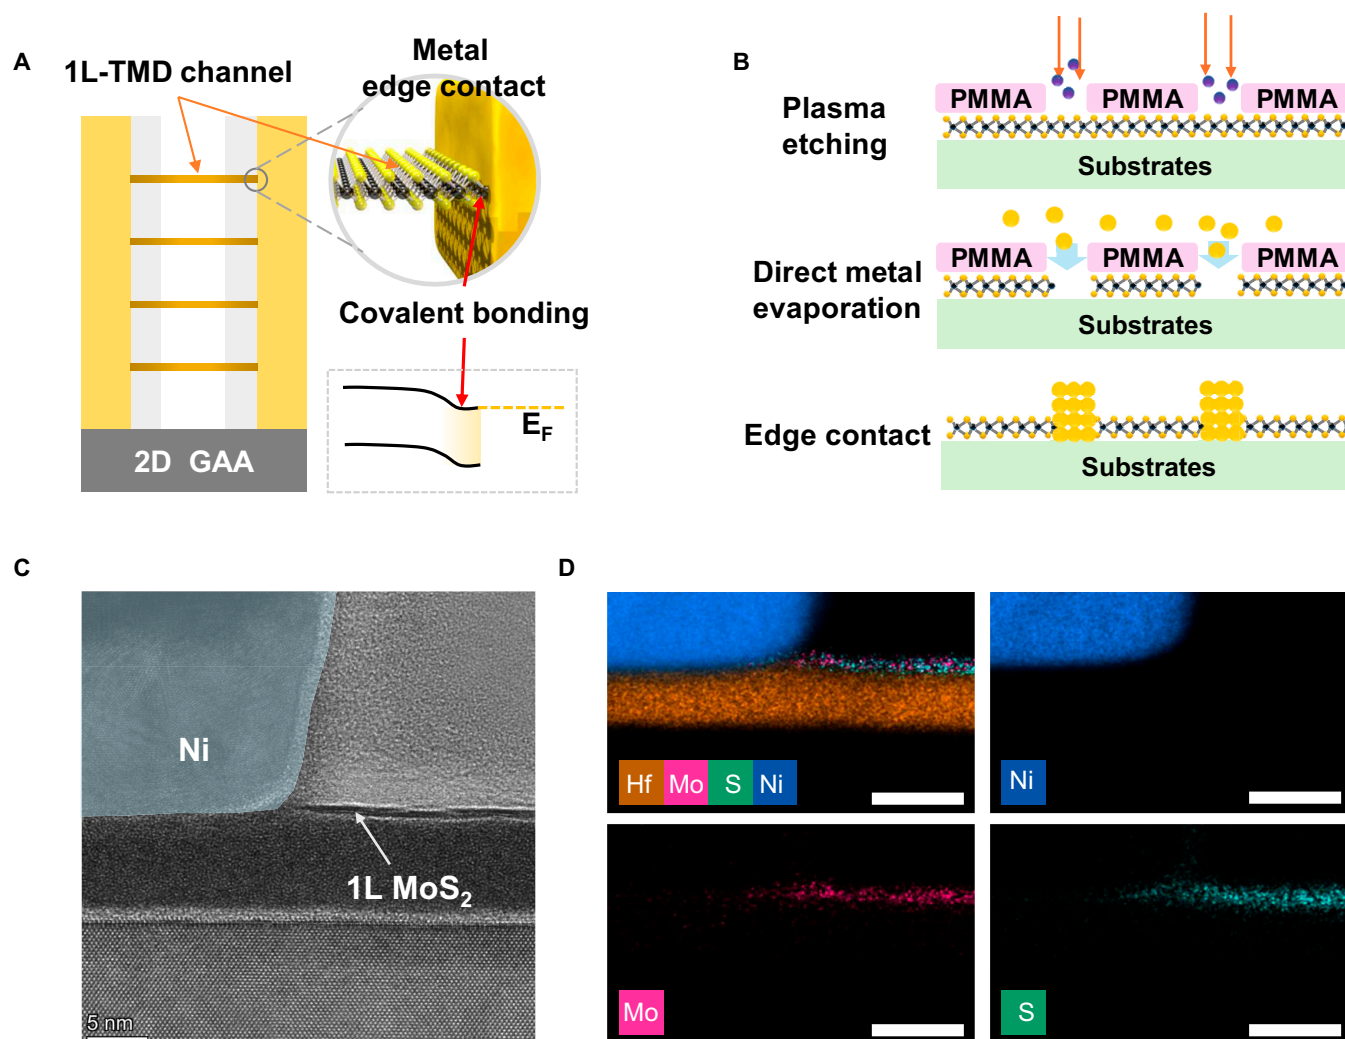 A
1L-TMD channel
Metal
edge contact
Covalent bonding
E_F
2D GAA
B
Plasma
etching
PMMA PMMA PMMA
Substrates
Direct metal
evaporation
PMMA PMMA PMMA
Substrates
Edge contact
Substrates
C
Ni
1L MoS₂
5 nm
D
Hf Mo S Ni
Ni
Mo
S